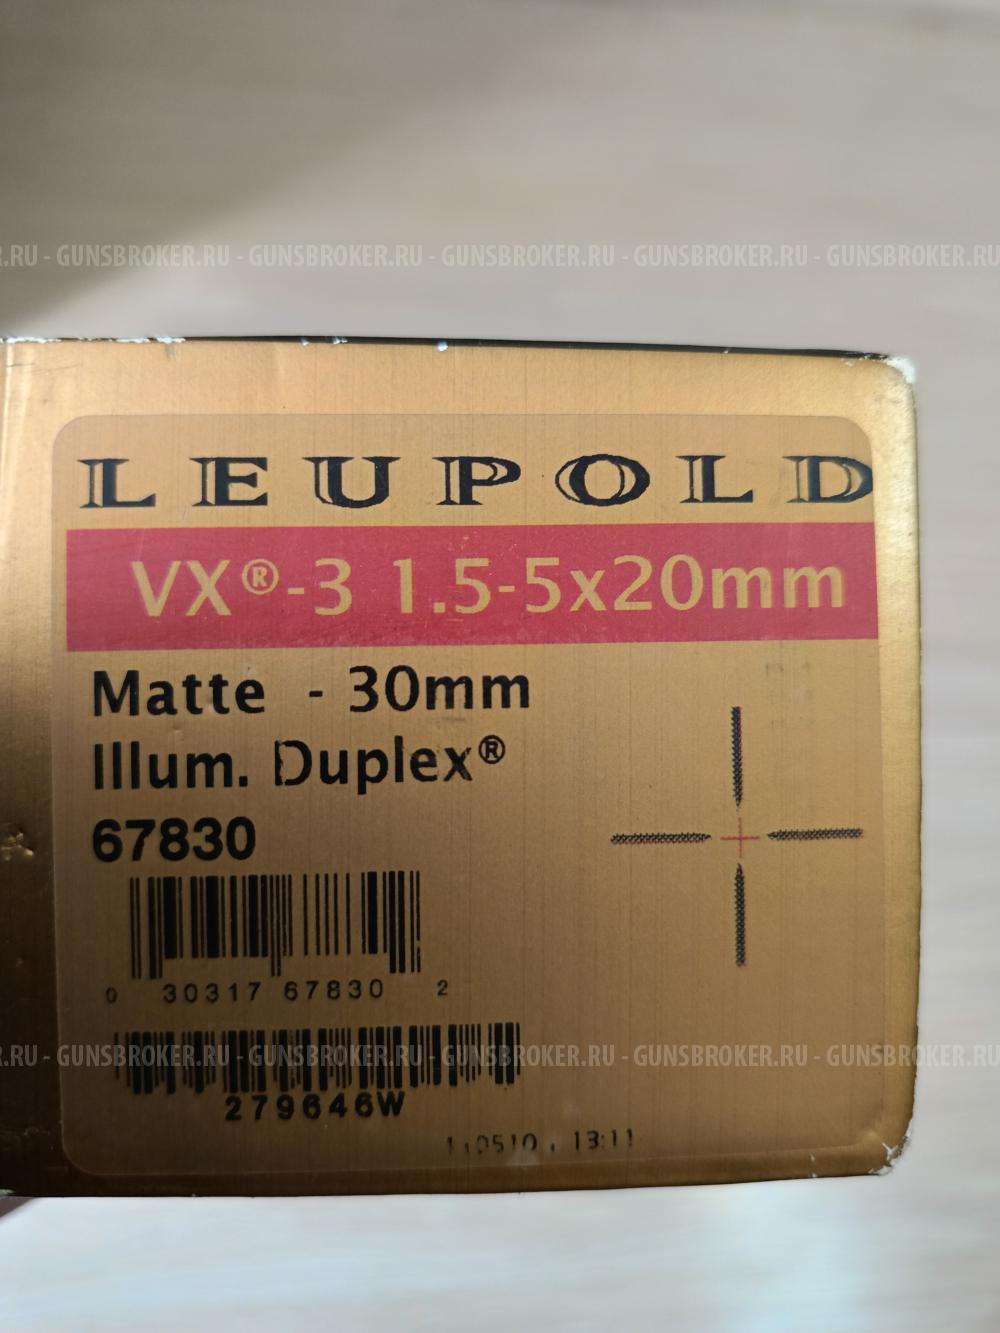 .RU - GUNSBROKER.RU - GUNSBROKER.RU - GUNSBROKER.RU - GUNSBROKER.RU - GUNSBROKER.RU
LEUPOLD
VX®-3 1.5-5x20mm
Matte - 30mm
Illum. Duplex®
67830
0 30317 67830 2
.RU - GUNSBROKER.RU - GUNSBROKER.RU - GUNSBROKER.RU - GUNSBROKER.RU - GUNSBROKER.RU
279646W
13:11